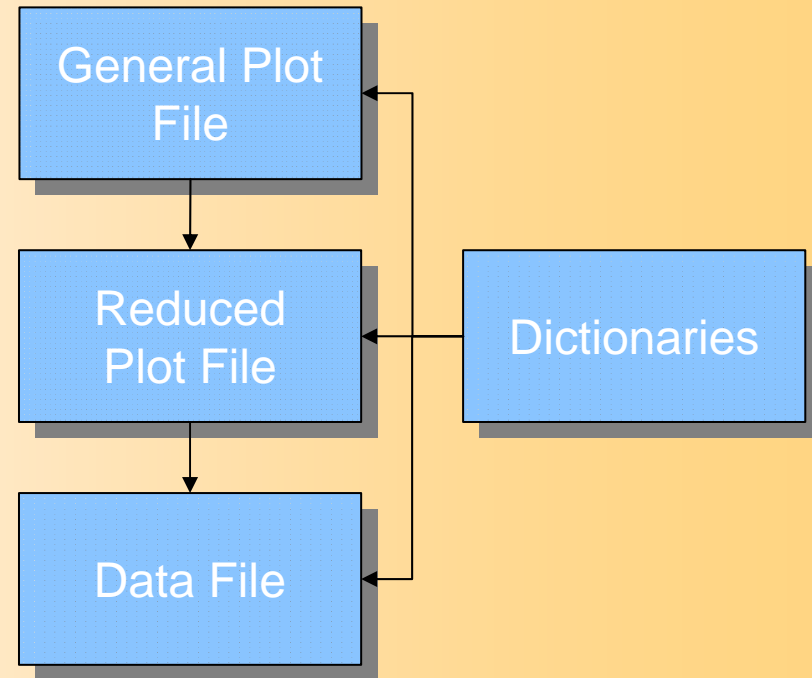 General Plot
File
Reduced
Plot File
Dictionaries
Data File